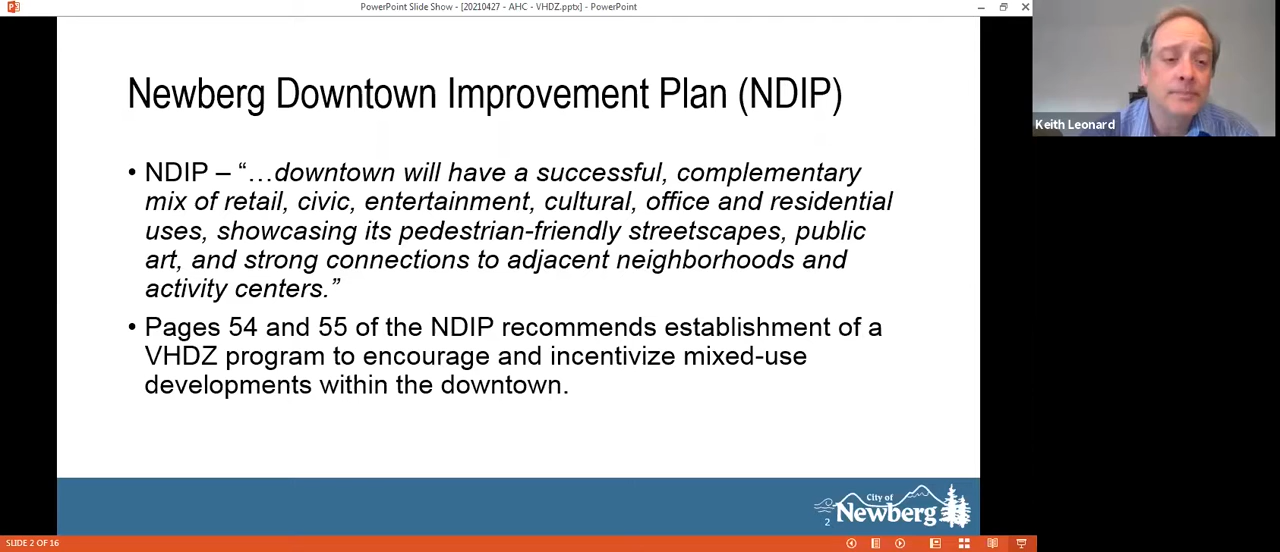 PowerPoint Slide Show - [20210427 - AHC - VHDZ.pptx] - PowerPoint
Newberg Downtown Improvement Plan (NDIP)
• NDIP – “…downtown will have a successful, complementary
mix of retail, civic, entertainment, cultural, office and residential
uses, showcasing its pedestrian-friendly streetscapes, public
art, and strong connections to adjacent neighborhoods and
activity centers.”
• Pages 54 and 55 of the NDIP recommends establishment of a
VHDZ program to encourage and incentivize mixed-use
developments within the downtown.
City of
Newberg
2
SLIDE 2 OF 16
Keith Leonard